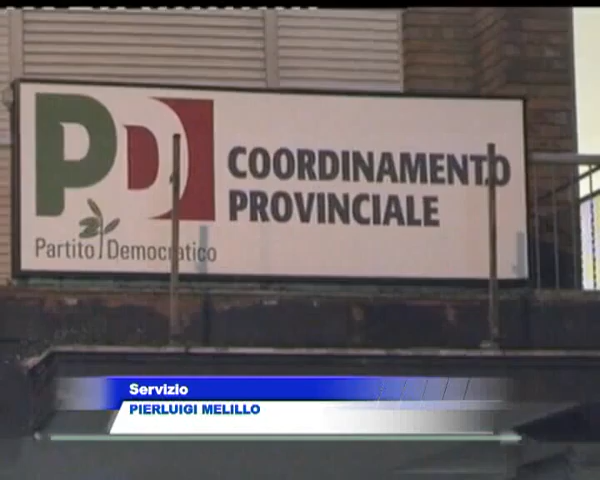 PD
COORDINAMENTO
PROVINCIALE
Partito Democratico
Servizio
PIERLUIGI MELILLO